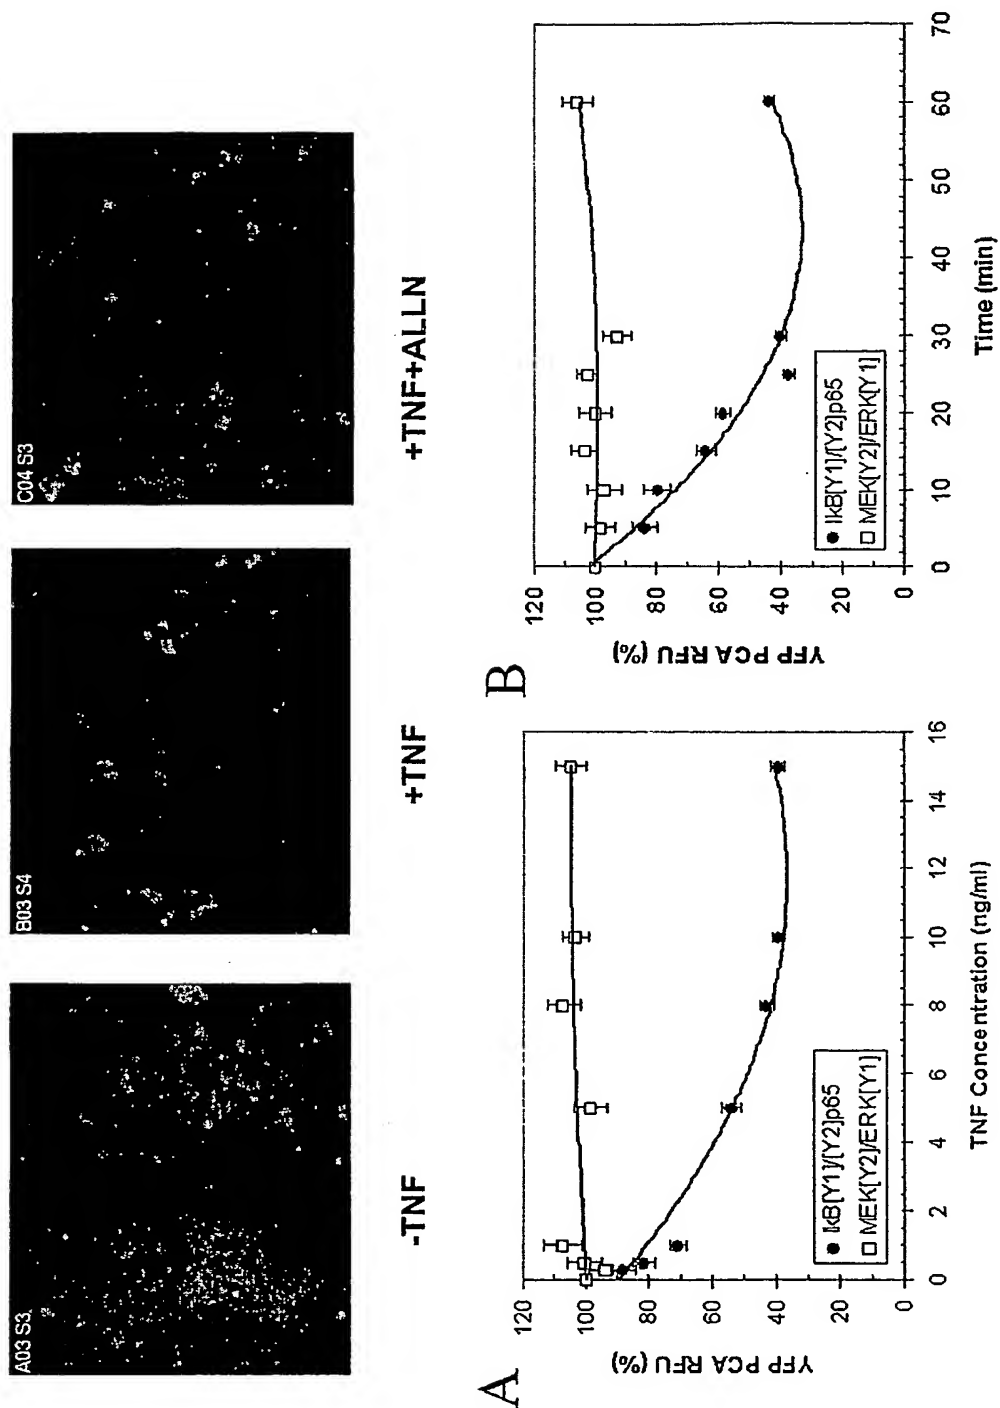 A03 S3
B03 S4
C04 S3
-TNF
+TNF
+TNF+ALLN
A
YFP PCA RFU (%)
120
100
80
60
40
20
0
IkB[Y1]/[Y2]p65
MEK[Y2]/ERK[Y1]
0 2 4 6 8 10 12 14 16
TNF Concentration (ng/ml)
B
YFP PCA RFU (%)
120
100
80
60
40
20
0
IkB[Y1]/[Y2]p65
MEK[Y2]/ERK[Y1]
0 10 20 30 40 50 60 70
Time (min)